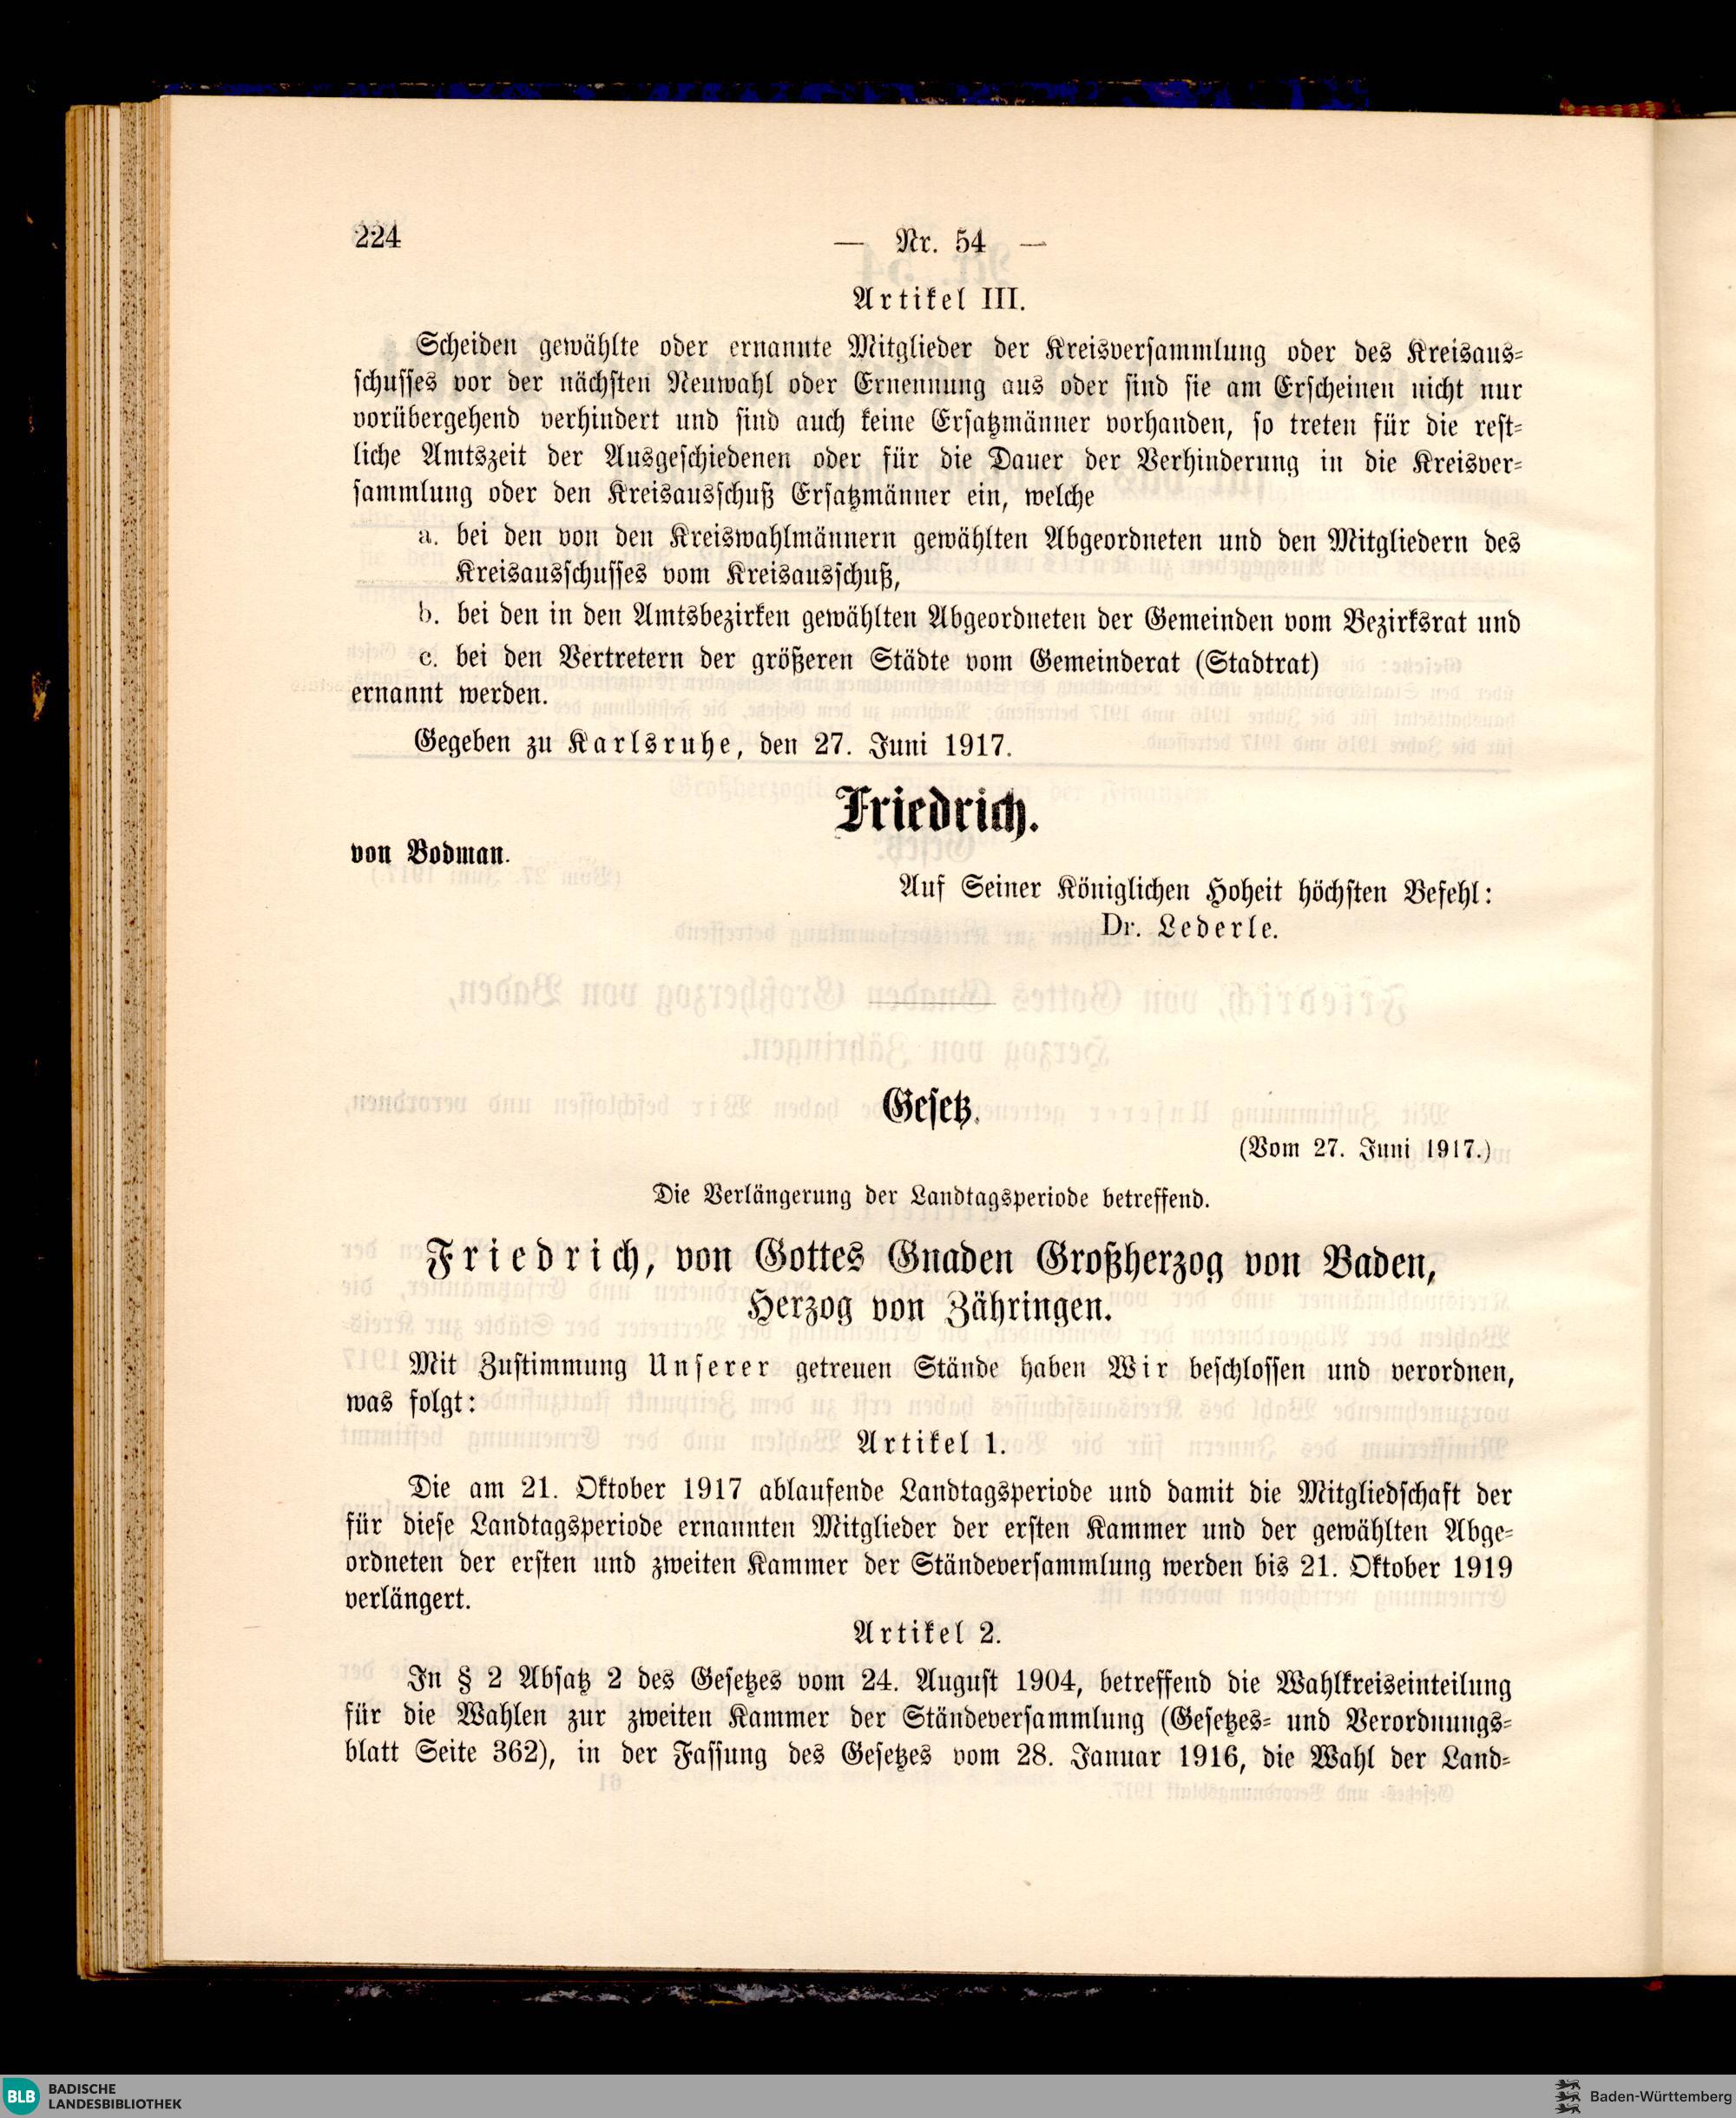 224
— Nr. 54 —
Artikel III.
Scheiden gewählte oder ernannte Mitglieder der Kreisversammlung oder des Kreisaus-
schusses vor der nächsten Neuwahl oder Ernennung aus oder sind sie am Erscheinen nicht nur
vorübergehend verhindert und sind auch keine Ersatzmänner vorhanden, so treten für die rest-
liche Amtszeit der Ausgeschiedenen oder für die Dauer der Verhinderung in die Kreisver-
sammlung oder den Kreisausschuß Ersatzmänner ein, welche
a. bei den von den Kreiswahlmännern gewählten Abgeordneten und den Mitgliedern des
Kreisausschusses vom Kreisausschuß,
b. bei den in den Amtsbezirken gewählten Abgeordneten der Gemeinden vom Bezirksrat und
c. bei den Vertretern der größeren Städte vom Gemeinderat (Stadtrat)
ernannt werden.
Gegeben zu Karlsruhe, den 27. Juni 1917.
Friedrich.
von Bodman.
Auf Seiner Königlichen Hoheit höchsten Befehl:
Dr. Lederle.
Gesetz.
(Vom 27. Juni 1917.)
Die Verlängerung der Landtagsperiode betreffend.
Friedrich, von Gottes Gnaden Großherzog von Baden,
Herzog von Zähringen.
Mit Zustimmung Unserer getreuen Stände haben Wir beschlossen und verordnen,
was folgt:
Artikel 1.
Die am 21. Oktober 1917 ablaufende Landtagsperiode und damit die Mitgliedschaft der
für diese Landtagsperiode ernannten Mitglieder der ersten Kammer und der gewählten Abge-
ordneten der ersten und zweiten Kammer der Ständeversammlung werden bis 21. Oktober 1919
verlängert.
Artikel 2.
In § 2 Absatz 2 des Gesetzes vom 24. August 1904, betreffend die Wahlkreiseinteilung
für die Wahlen zur zweiten Kammer der Ständeversammlung (Gesetzes- und Verordnungs-
blatt Seite 362), in der Fassung des Gesetzes vom 28. Januar 1916, die Wahl der Land-
BLB BADISCHE
LANDESBIBLIOTHEK
Baden-Württemberg